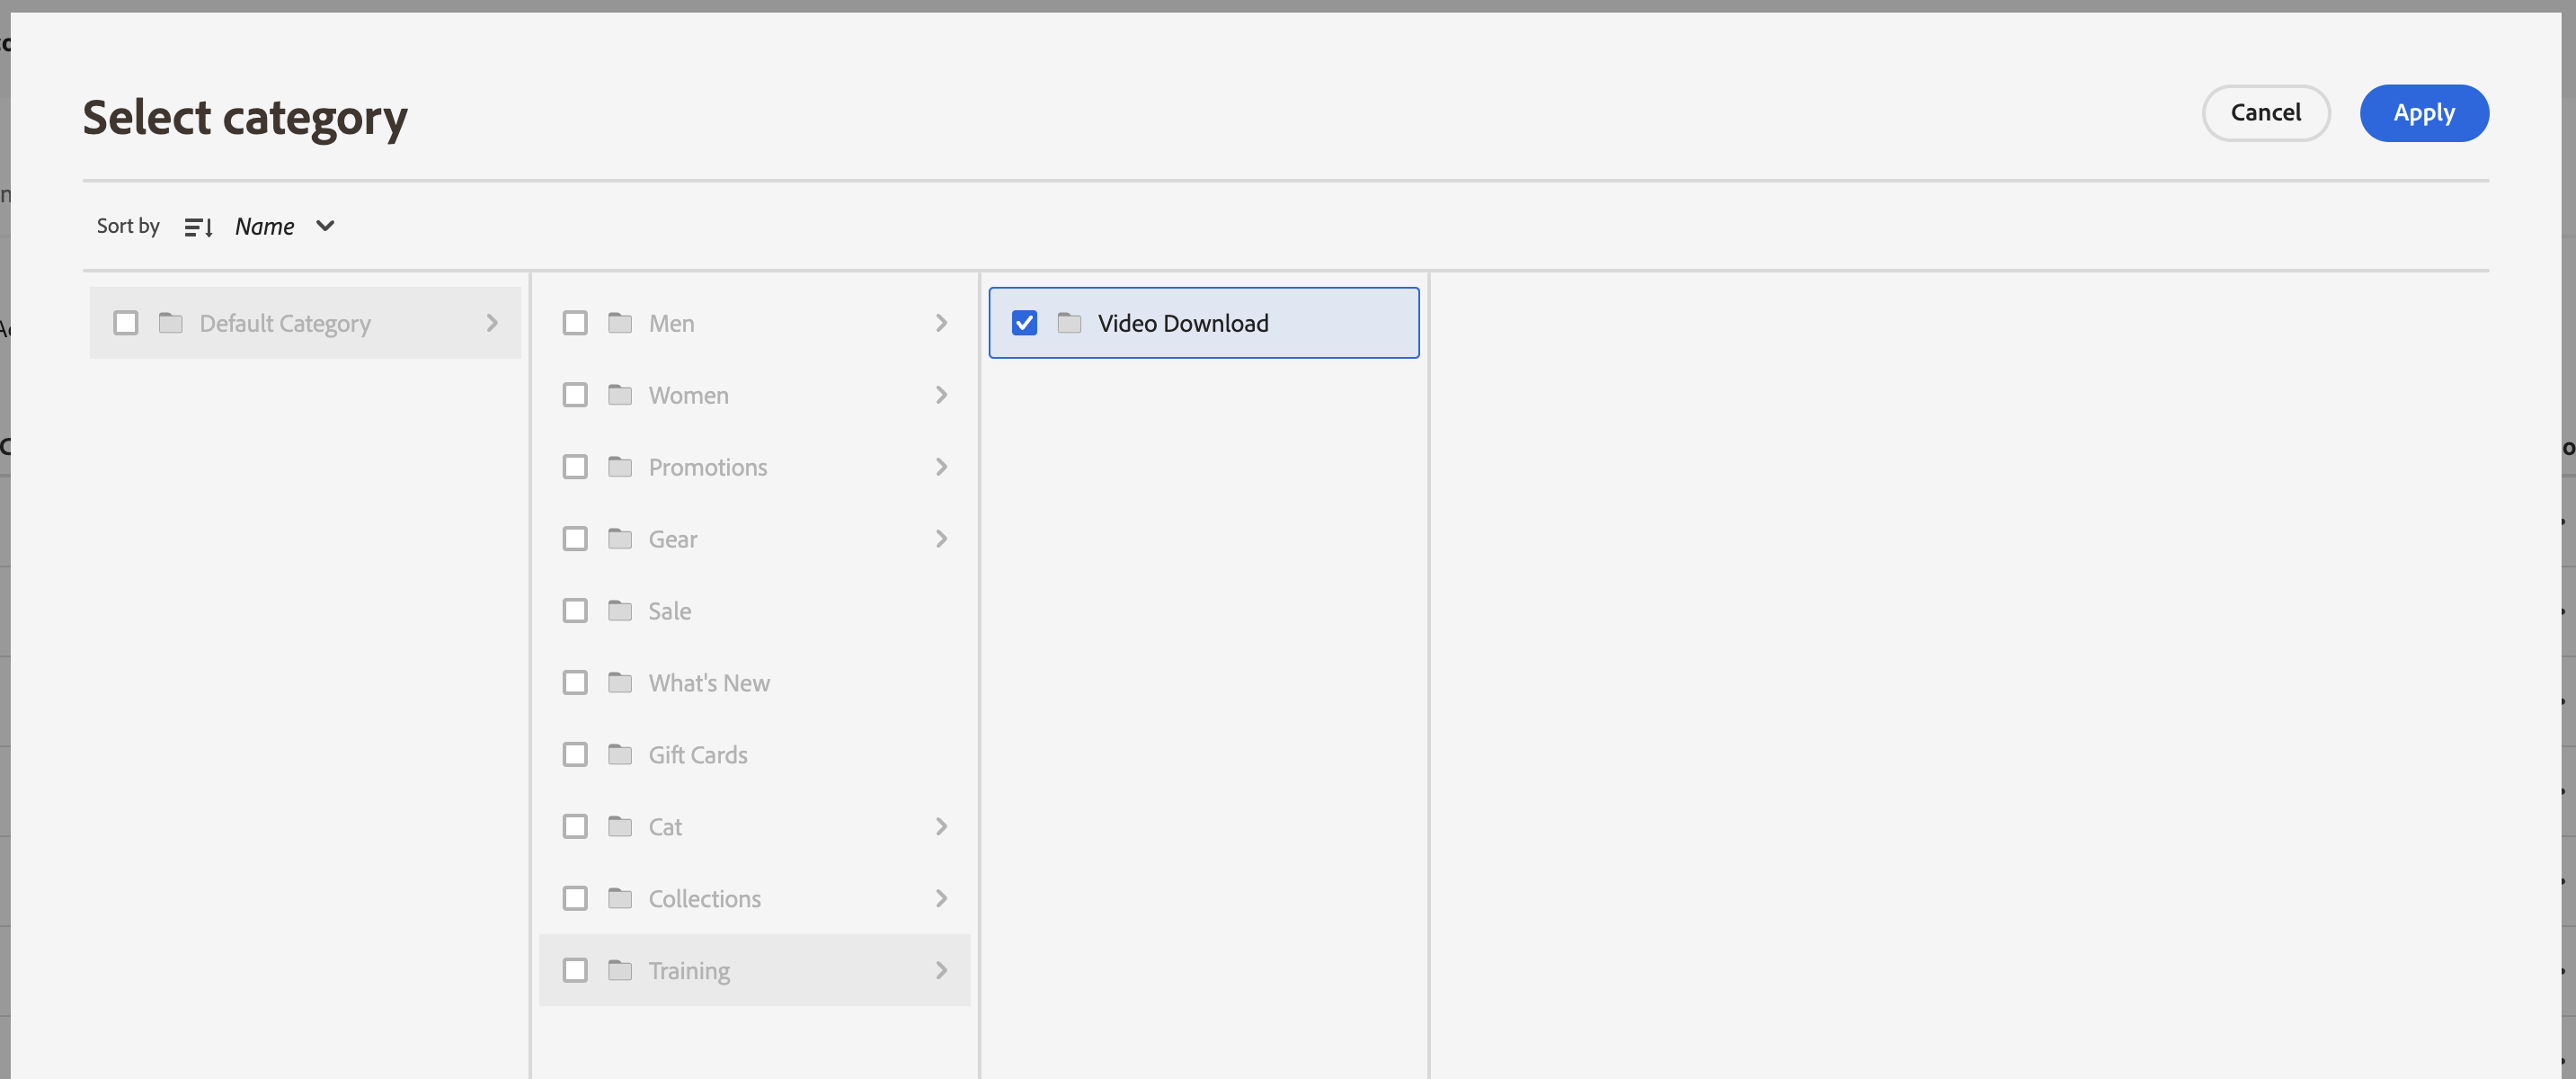 Select category
Cancel
Apply
Sort by
Name
Default Category
Men
Women
Promotions
Gear
Sale
What's New
Gift Cards
Cat
Collections
Training
Video Download